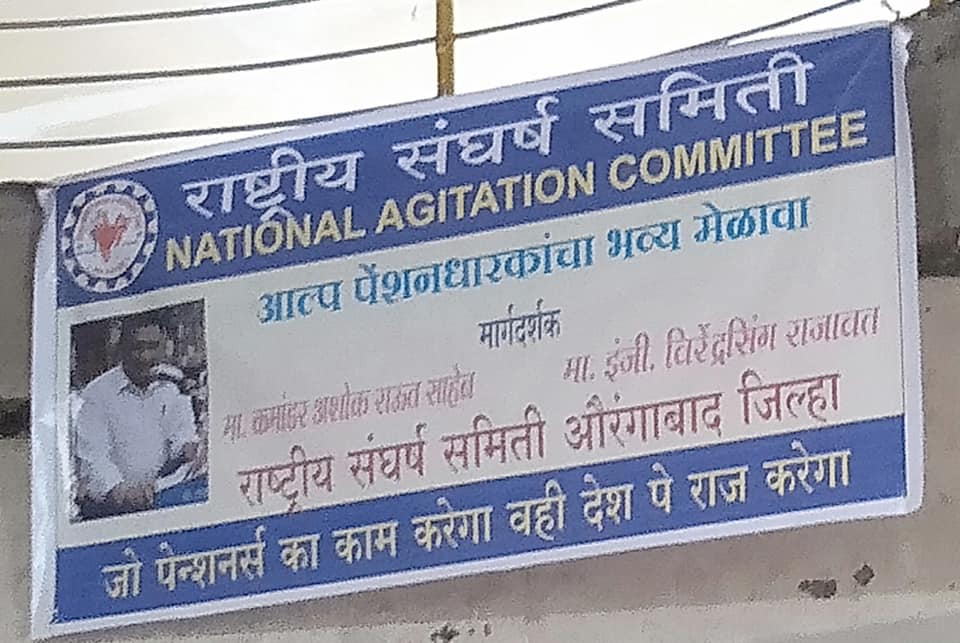 राष्ट्रीय संघर्ष समिती
NATIONAL AGITATION COMMITTEE
आल्प पेंशनधारकांचा भव्य मेळावा
मार्गदर्शक
मा. कमांडर अशोक राऊत साहेब
मा. इंजी. विरेंद्रसिंग राजावत
राष्ट्रीय संघर्ष समिती औरंगाबाद जिल्हा
जो पेन्शनर्स का काम करेगा वही देश पे राज करेगा